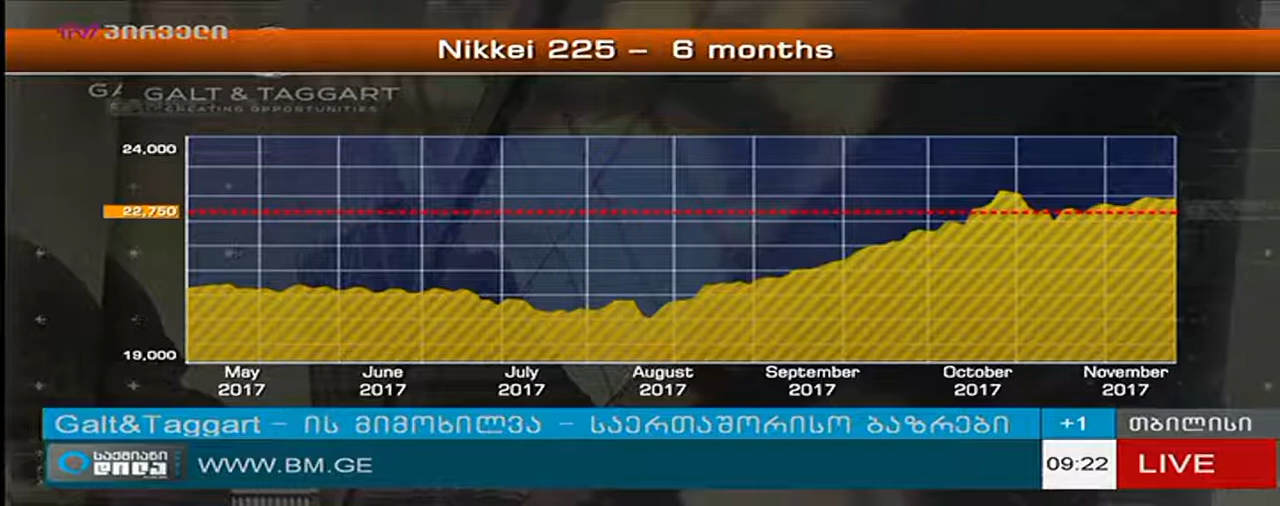 TV პირველი
Nikkei 225 – 6 months
GALT & TAGGART
CREATING OPPORTUNITIES
24,000
22,750
19,000
May 2017
June 2017
July 2017
August 2017
September 2017
October 2017
November 2017
Galt&Taggart - ის მიმოხილვა - საერთაშორისო ბაზრები
+1
თბილისი
საქმიანი
დილა
WWW.BM.GE
09:22
LIVE